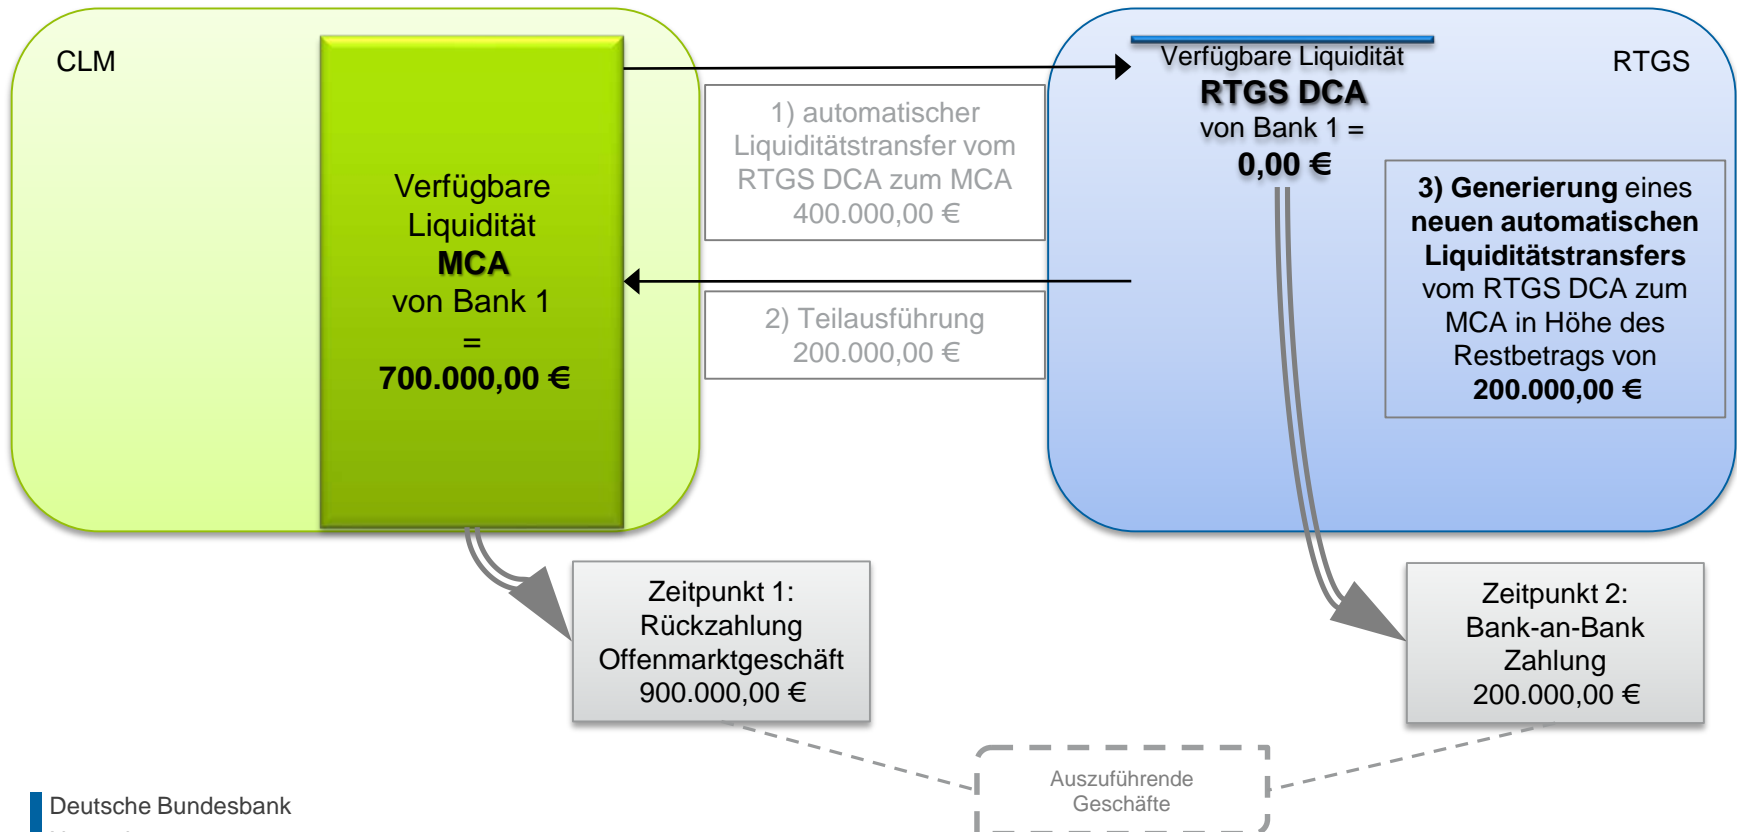 CLM
Verfügbare
Liquidität
MCA
von Bank 1
=
700.000,00 €
1) automatischer
Liquiditätstransfer vom
RTGS DCA zum MCA
400.000,00 €
2) Teilausführung
200.000,00 €
Verfügbare Liquidität
RTGS DCA
von Bank 1 =
0,00 €
RTGS
3) Generierung eines
neuen automatischen
Liquiditätstransfers
vom RTGS DCA zum
MCA in Höhe des
Restbetrags von
200.000,00 €
Zeitpunkt 1:
Rückzahlung
Offenmarktgeschäft
900.000,00 €
Zeitpunkt 2:
Bank-an-Bank
Zahlung
200.000,00 €
Auszuführende
Geschäfte
Deutsche Bundesbank